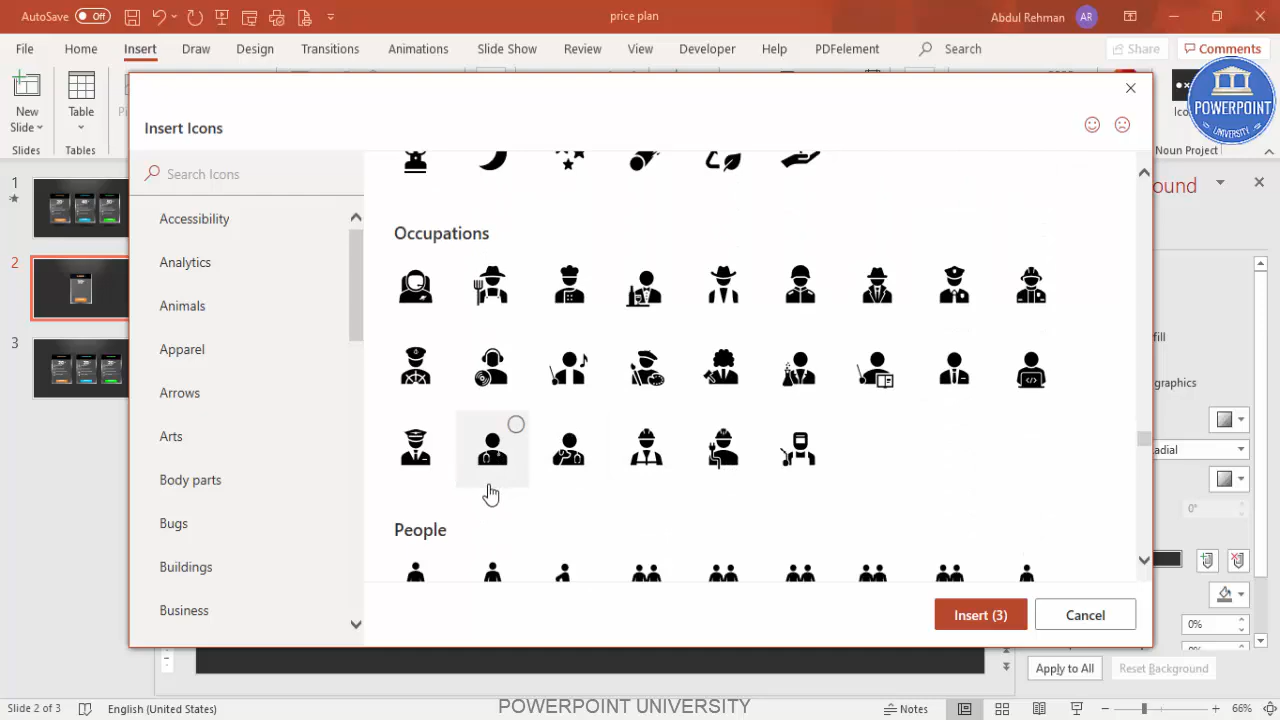 AutoSave Off
price plan
Abdul Rehman AR
File Home Insert Draw Design Transitions Animations Slide Show Review View Developer Help PDFelement Search
Share Comments
New
Slide
Table
Slides
Tables
POWERPOINT
UNIVERSITY
Noun Project
Insert Icons
Search Icons
Accessibility
Analytics
Animals
Apparel
Arrows
Arts
Body parts
Bugs
Buildings
Business
Occupations
People
Insert (3)
Cancel
1
2
3
ound
fill
graphics
adial
0°
0%
0%
Apply to All
Reset Background
Slide 2 of 3
English (United States)
POWERPOINT UNIVERSITY
Notes
66%